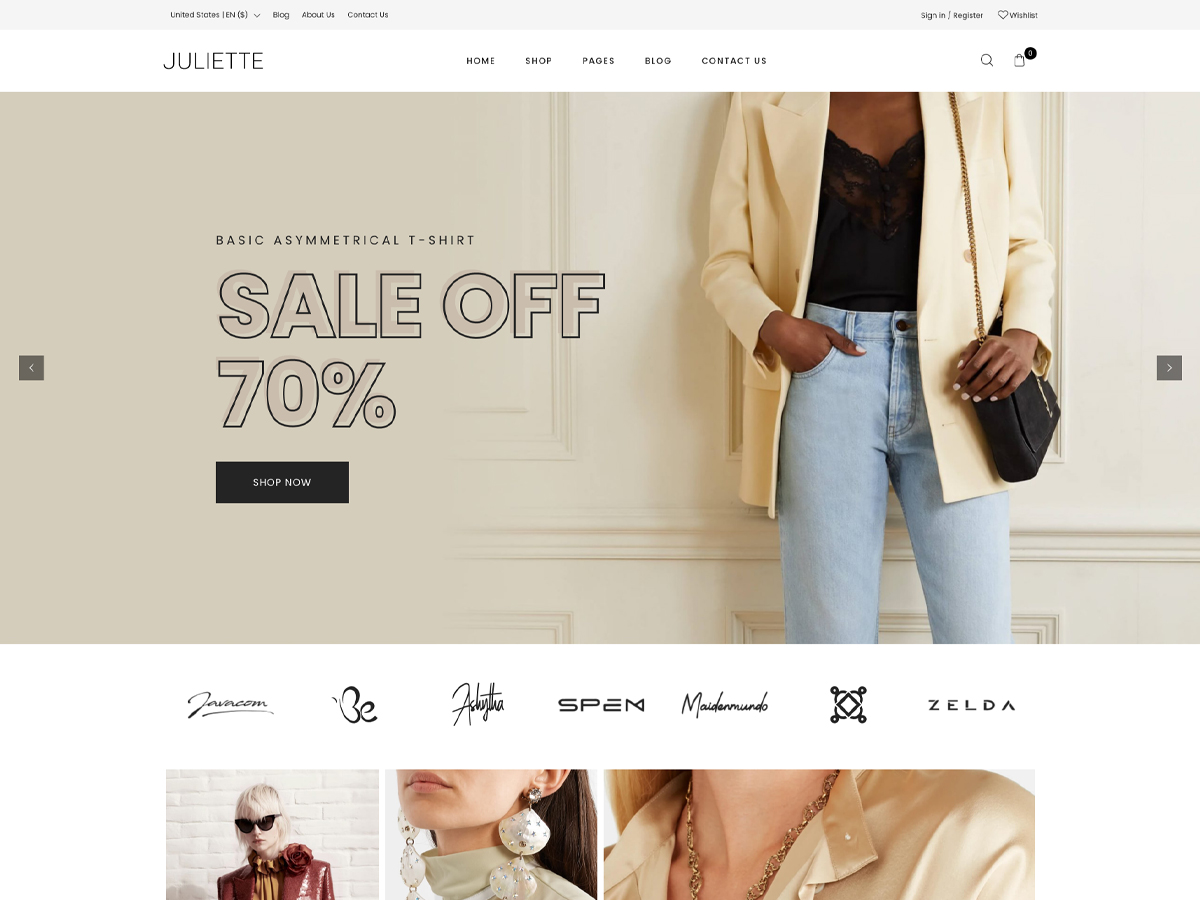 United States | EN ($) Blog About Us Contact Us Sign in / Register Wishlist
JULIETTE HOME SHOP PAGES BLOG CONTACT US 0
BASIC ASYMMETRICAL T-SHIRT
SALE OFF
70%
SHOP NOW
Javacom Be Ashytha SPEM Maidenmundo ZELDA